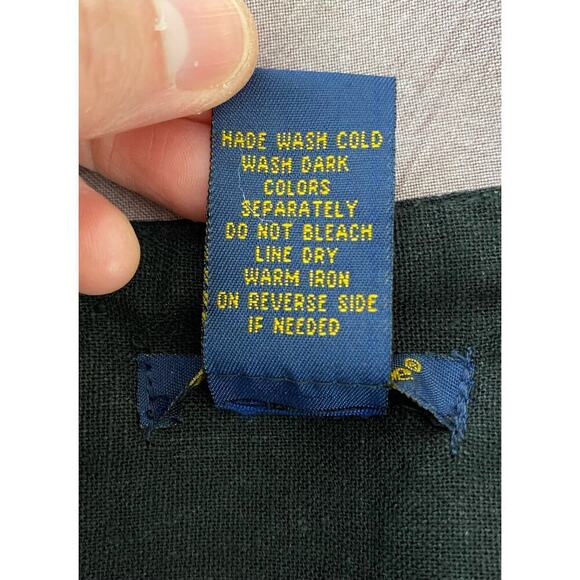 HADE WASH COLD
WASH DARK
COLORS
SEPARATELY
DO NOT BLEACH
LINE DRY
WARM IRON
ON REVERSE SIDE
IF NEEDED